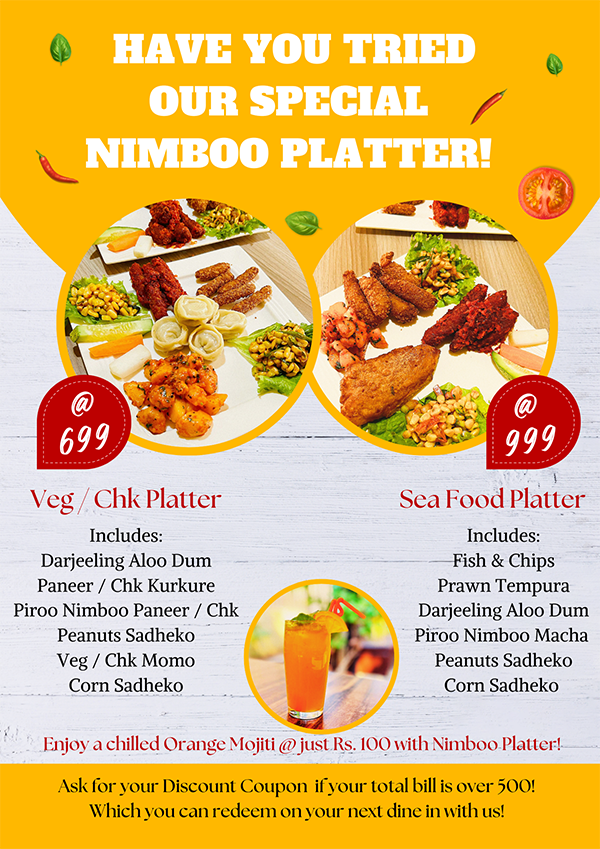 HAVE YOU TRIED
OUR SPECIAL
NIMBOO PLATTER!
@
699
@
999
Veg / Chk Platter
Includes:
Darjeeling Aloo Dum
Paneer / Chk Kurkure
Piroo Nimboo Paneer / Chk
Peanuts Sadheko
Veg / Chk Momo
Corn Sadheko
Sea Food Platter
Includes:
Fish & Chips
Prawn Tempura
Darjeeling Aloo Dum
Piroo Nimboo Macha
Peanuts Sadheko
Corn Sadheko
Enjoy a chilled Orange Mojiti @ just Rs. 100 with Nimboo Platter!
Ask for your Discount Coupon if your total bill is over 500!
Which you can redeem on your next dine in with us!